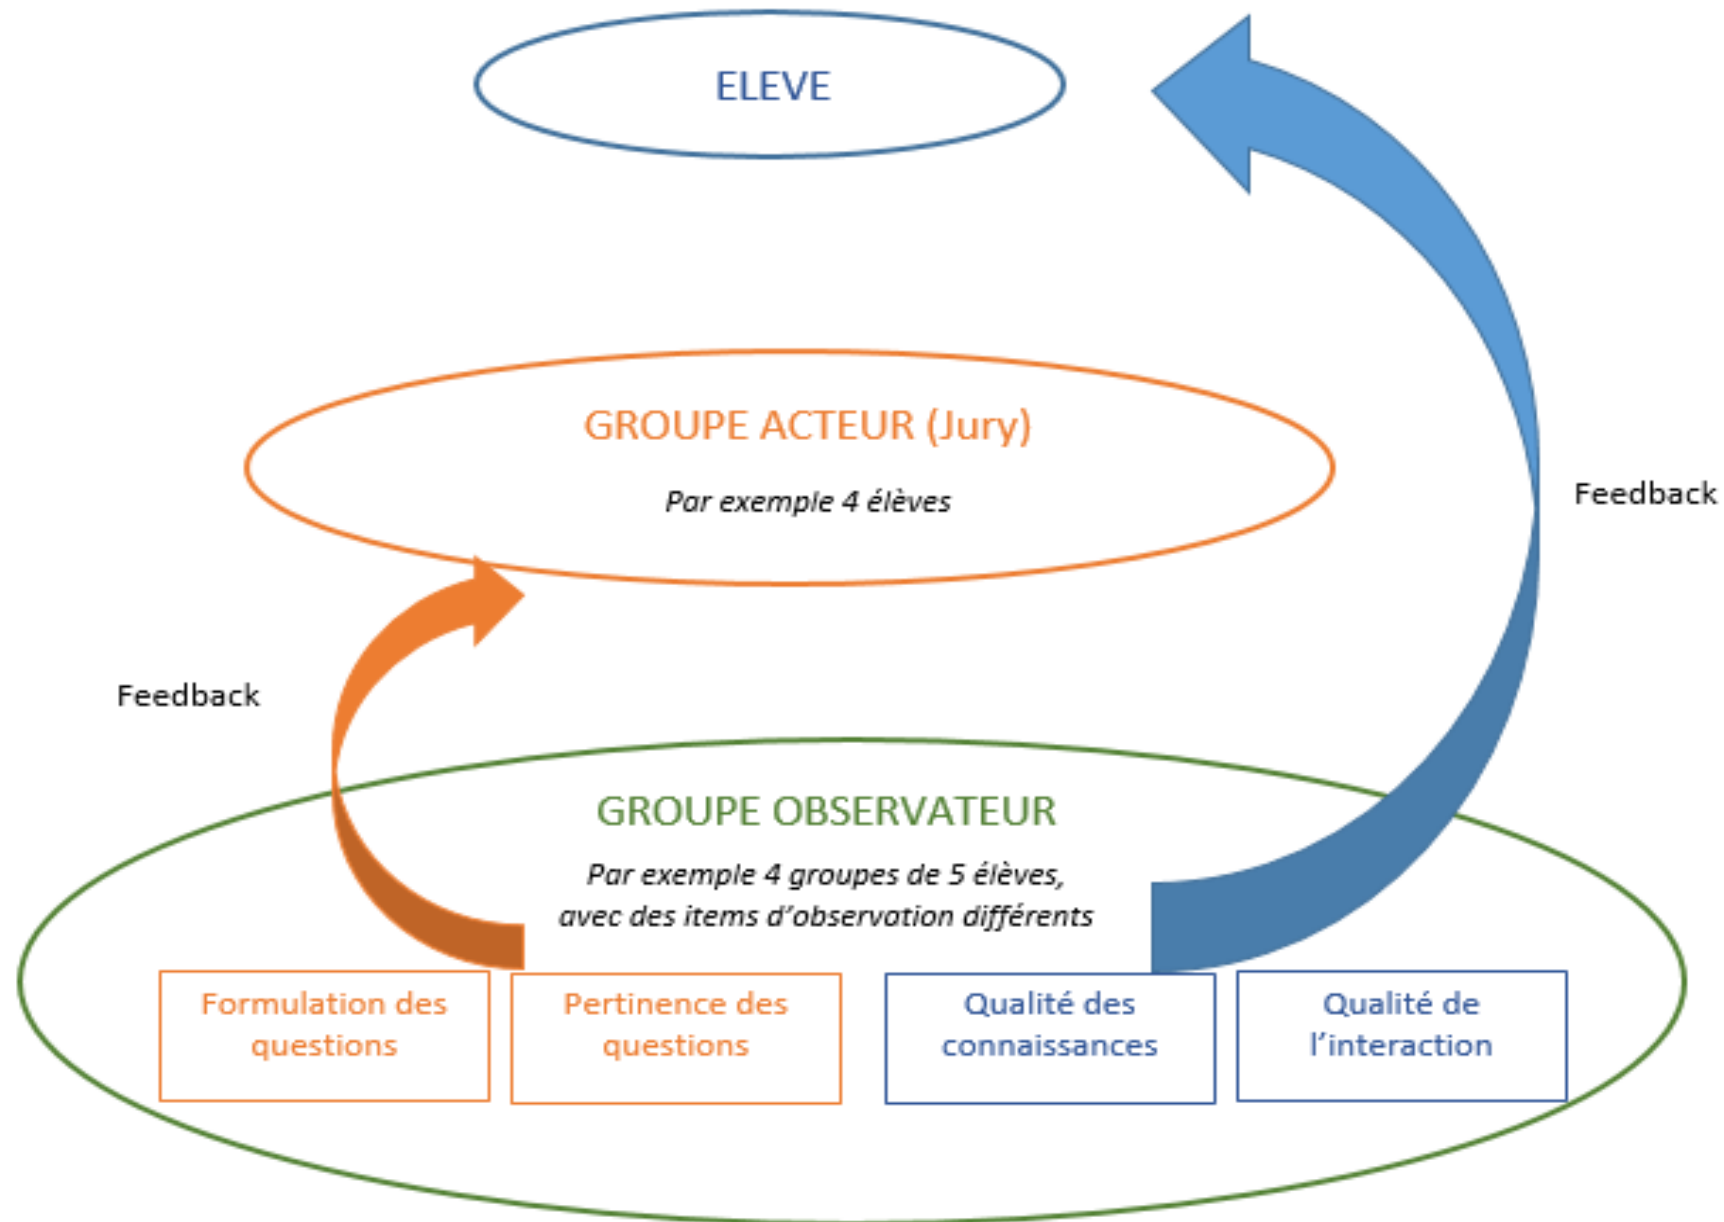 ELEVE
GROUPE ACTEUR (Jury)
Par exemple 4 élèves
Feedback
Feedback
GROUPE OBSERVATEUR
Par exemple 4 groupes de 5 élèves,
avec des items d'observation différents
Formulation des
questions
Pertinence des
questions
Qualité des
connaissances
Qualité de
l'interaction